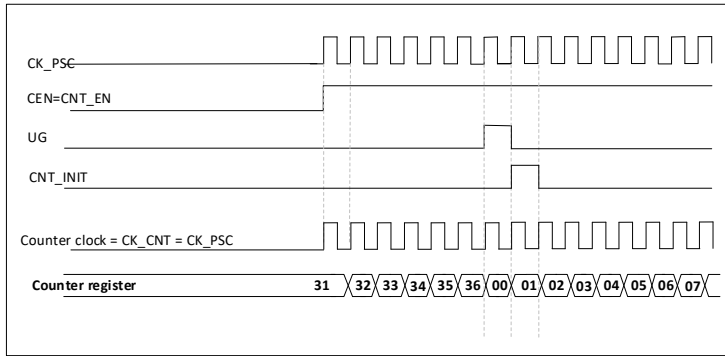 CK_PSC
CEN=CNT_EN
UG
CNT_INIT
Counter clock = CK_CNT = CK_PSC
Counter register 31 32 33 34 35 36 00 01 02 03 04 05 06 07